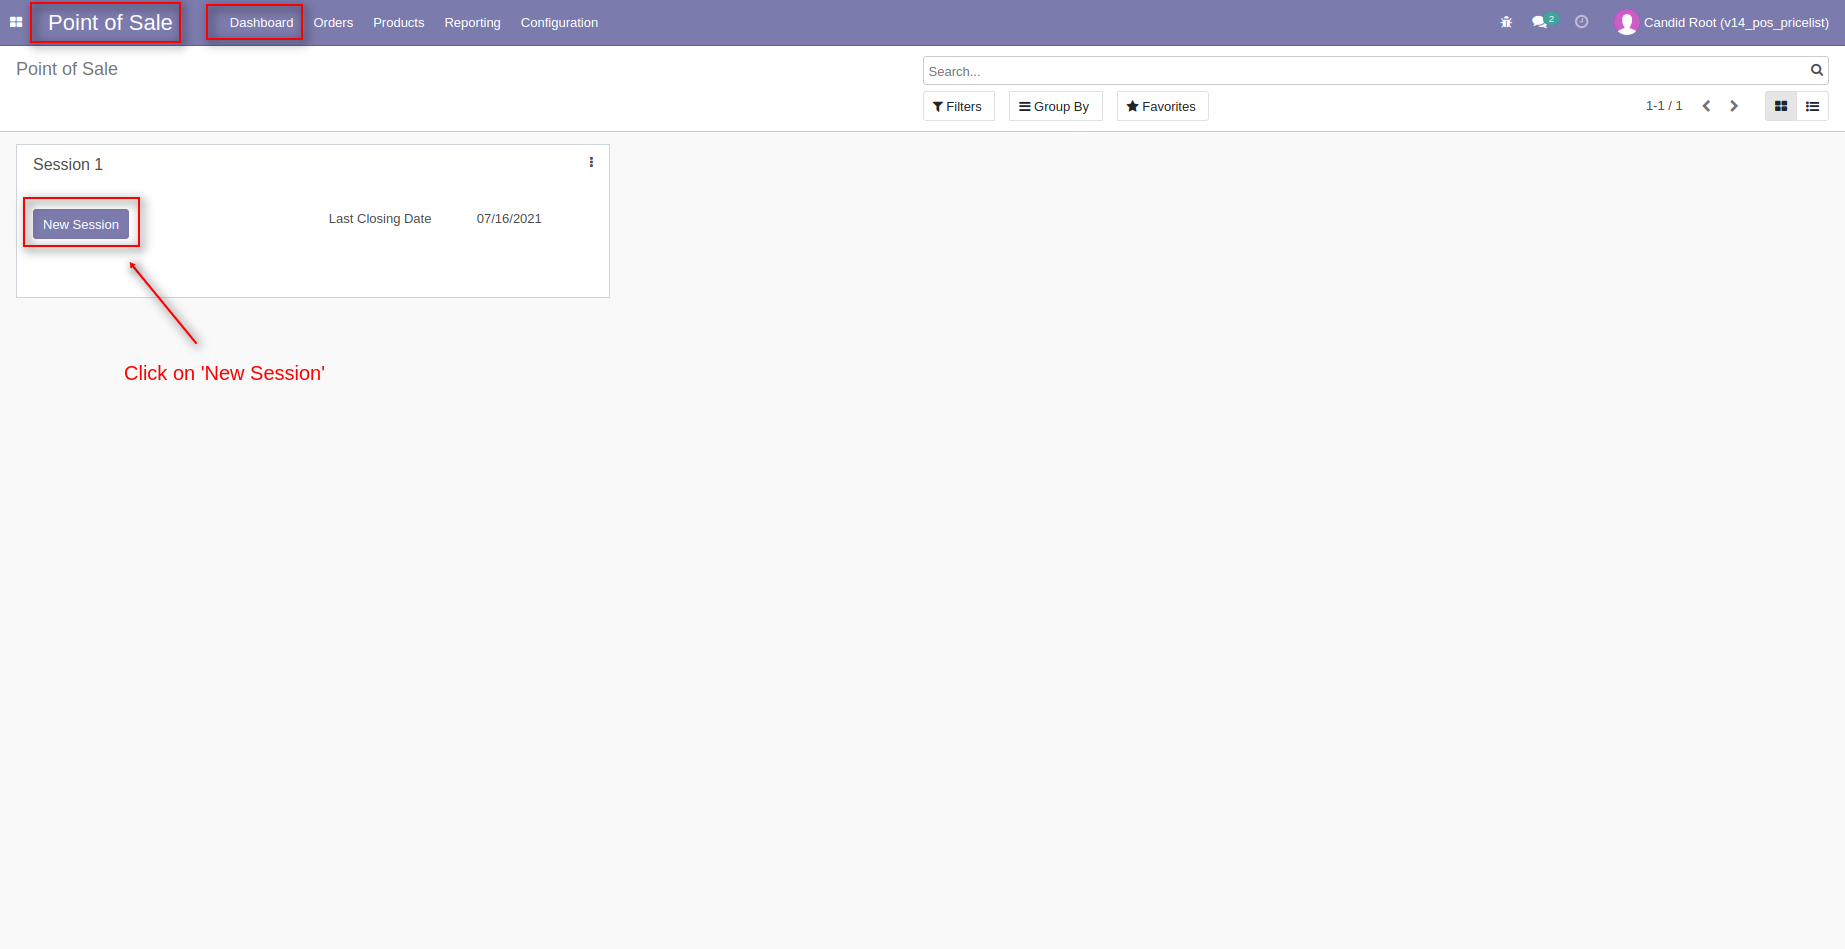 Point of Sale Dashboard Orders Products Reporting Configuration 2 Candid Root (v14_pos_pricelist)
Point of Sale
Search...
Filters Group By Favorites 1-1 / 1
Session 1
New Session Last Closing Date 07/16/2021
Click on 'New Session'